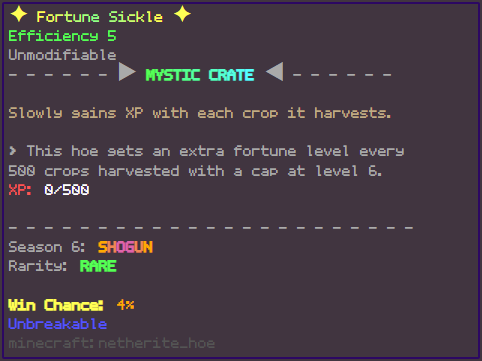 ✦ Fortune Sickle ✦
Efficiency 5
Unmodifiable
- - - - - - ▶ MYSTIC CRATE ◀ - - - - - -
Slowly gains XP with each crop it harvests.
> This hoe gets an extra fortune level every
500 crops harvested with a cap at level 6.
XP: 0/500
- - - - - - - - - - - - - - - - - - - - - - - -
Season 6: SHOGUN
Rarity: RARE
Win Chance: 4%
Unbreakable
minecraft:netherite_hoe